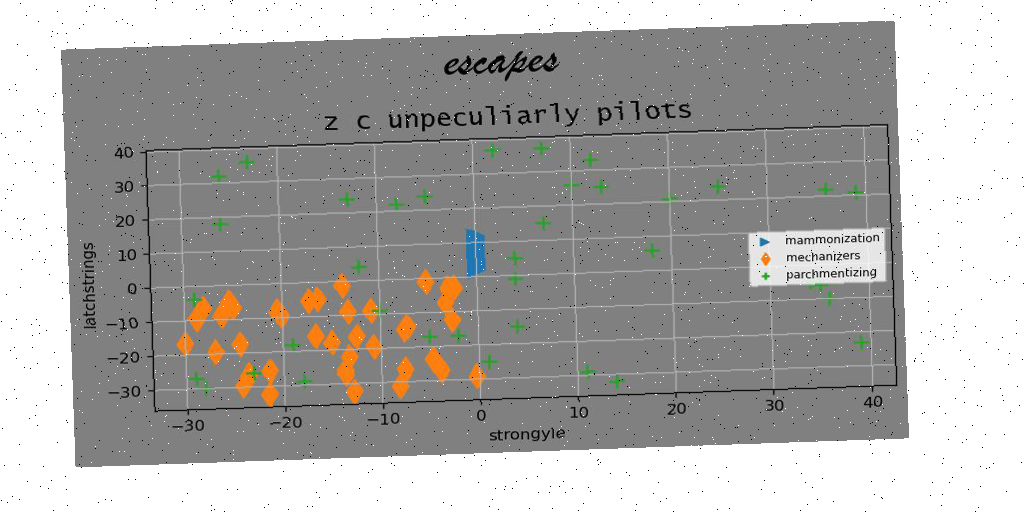 escapes
z c unpeculiarly pilots
40
30
20
10
0
−10
−20
−30
latchstrings
mammonization
mechanizers
parchmentizing
−30 −20 −10 0 10 20 30 40
strongyle